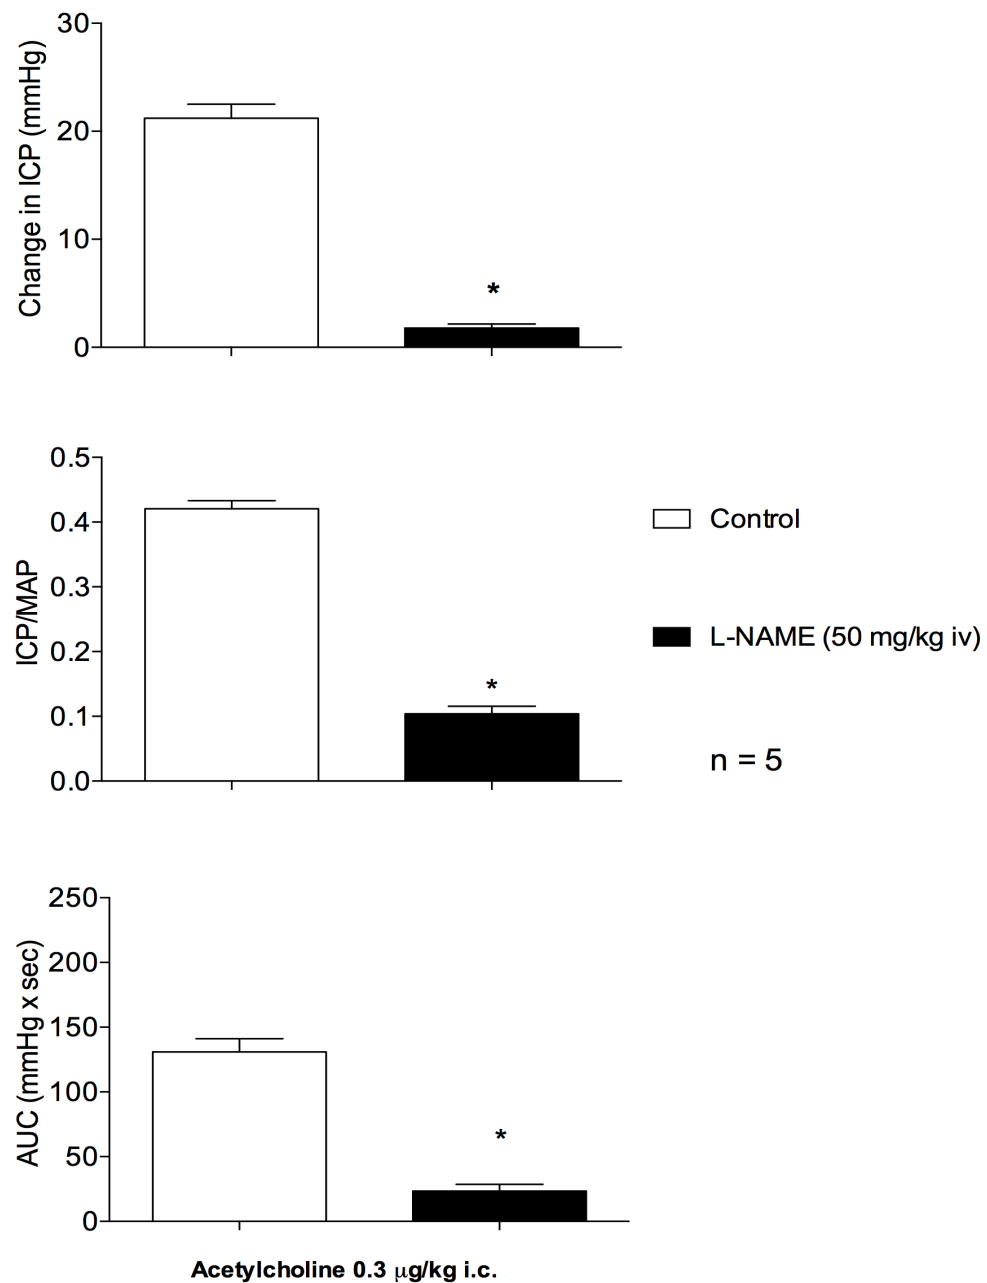 Change in ICP (mmHg)
30
20
10
0
*
ICP/MAP
0.5
0.4
0.3
0.2
0.1
0.0
*
Control
L-NAME (50 mg/kg iv)
n = 5
AUC (mmHg x sec)
250
200
150
100
50
0
*
Acetylcholine 0.3 μg/kg i.c.